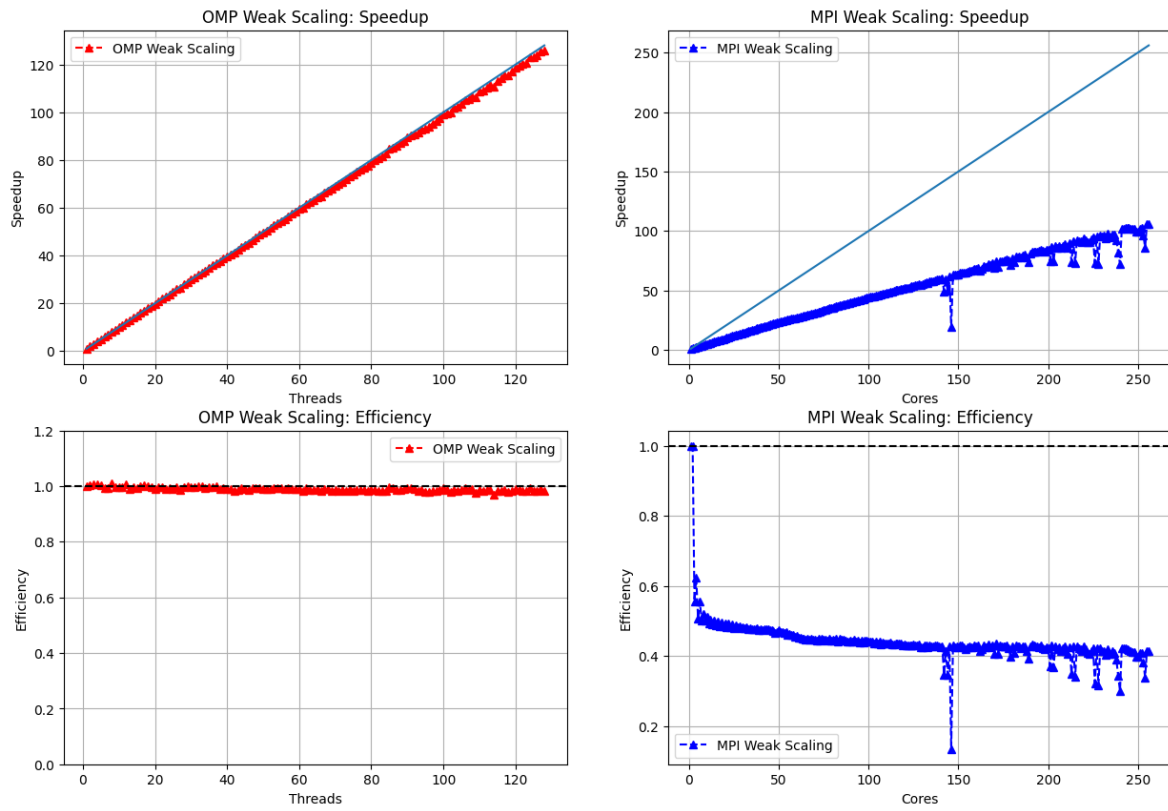 OMP Weak Scaling: Speedup
OMP Weak Scaling
120
100
80
60
40
20
0
Speedup
0 20 40 60 80 100 120
Threads
MPI Weak Scaling: Speedup
MPI Weak Scaling
250
200
150
100
50
0
Speedup
0 50 100 150 200 250
Cores
OMP Weak Scaling: Efficiency
OMP Weak Scaling
1.2
1.0
0.8
0.6
0.4
0.2
0.0
Efficiency
0 20 40 60 80 100 120
Threads
MPI Weak Scaling: Efficiency
1.0
0.8
0.6
0.4
0.2
Efficiency
MPI Weak Scaling
0 50 100 150 200 250
Cores